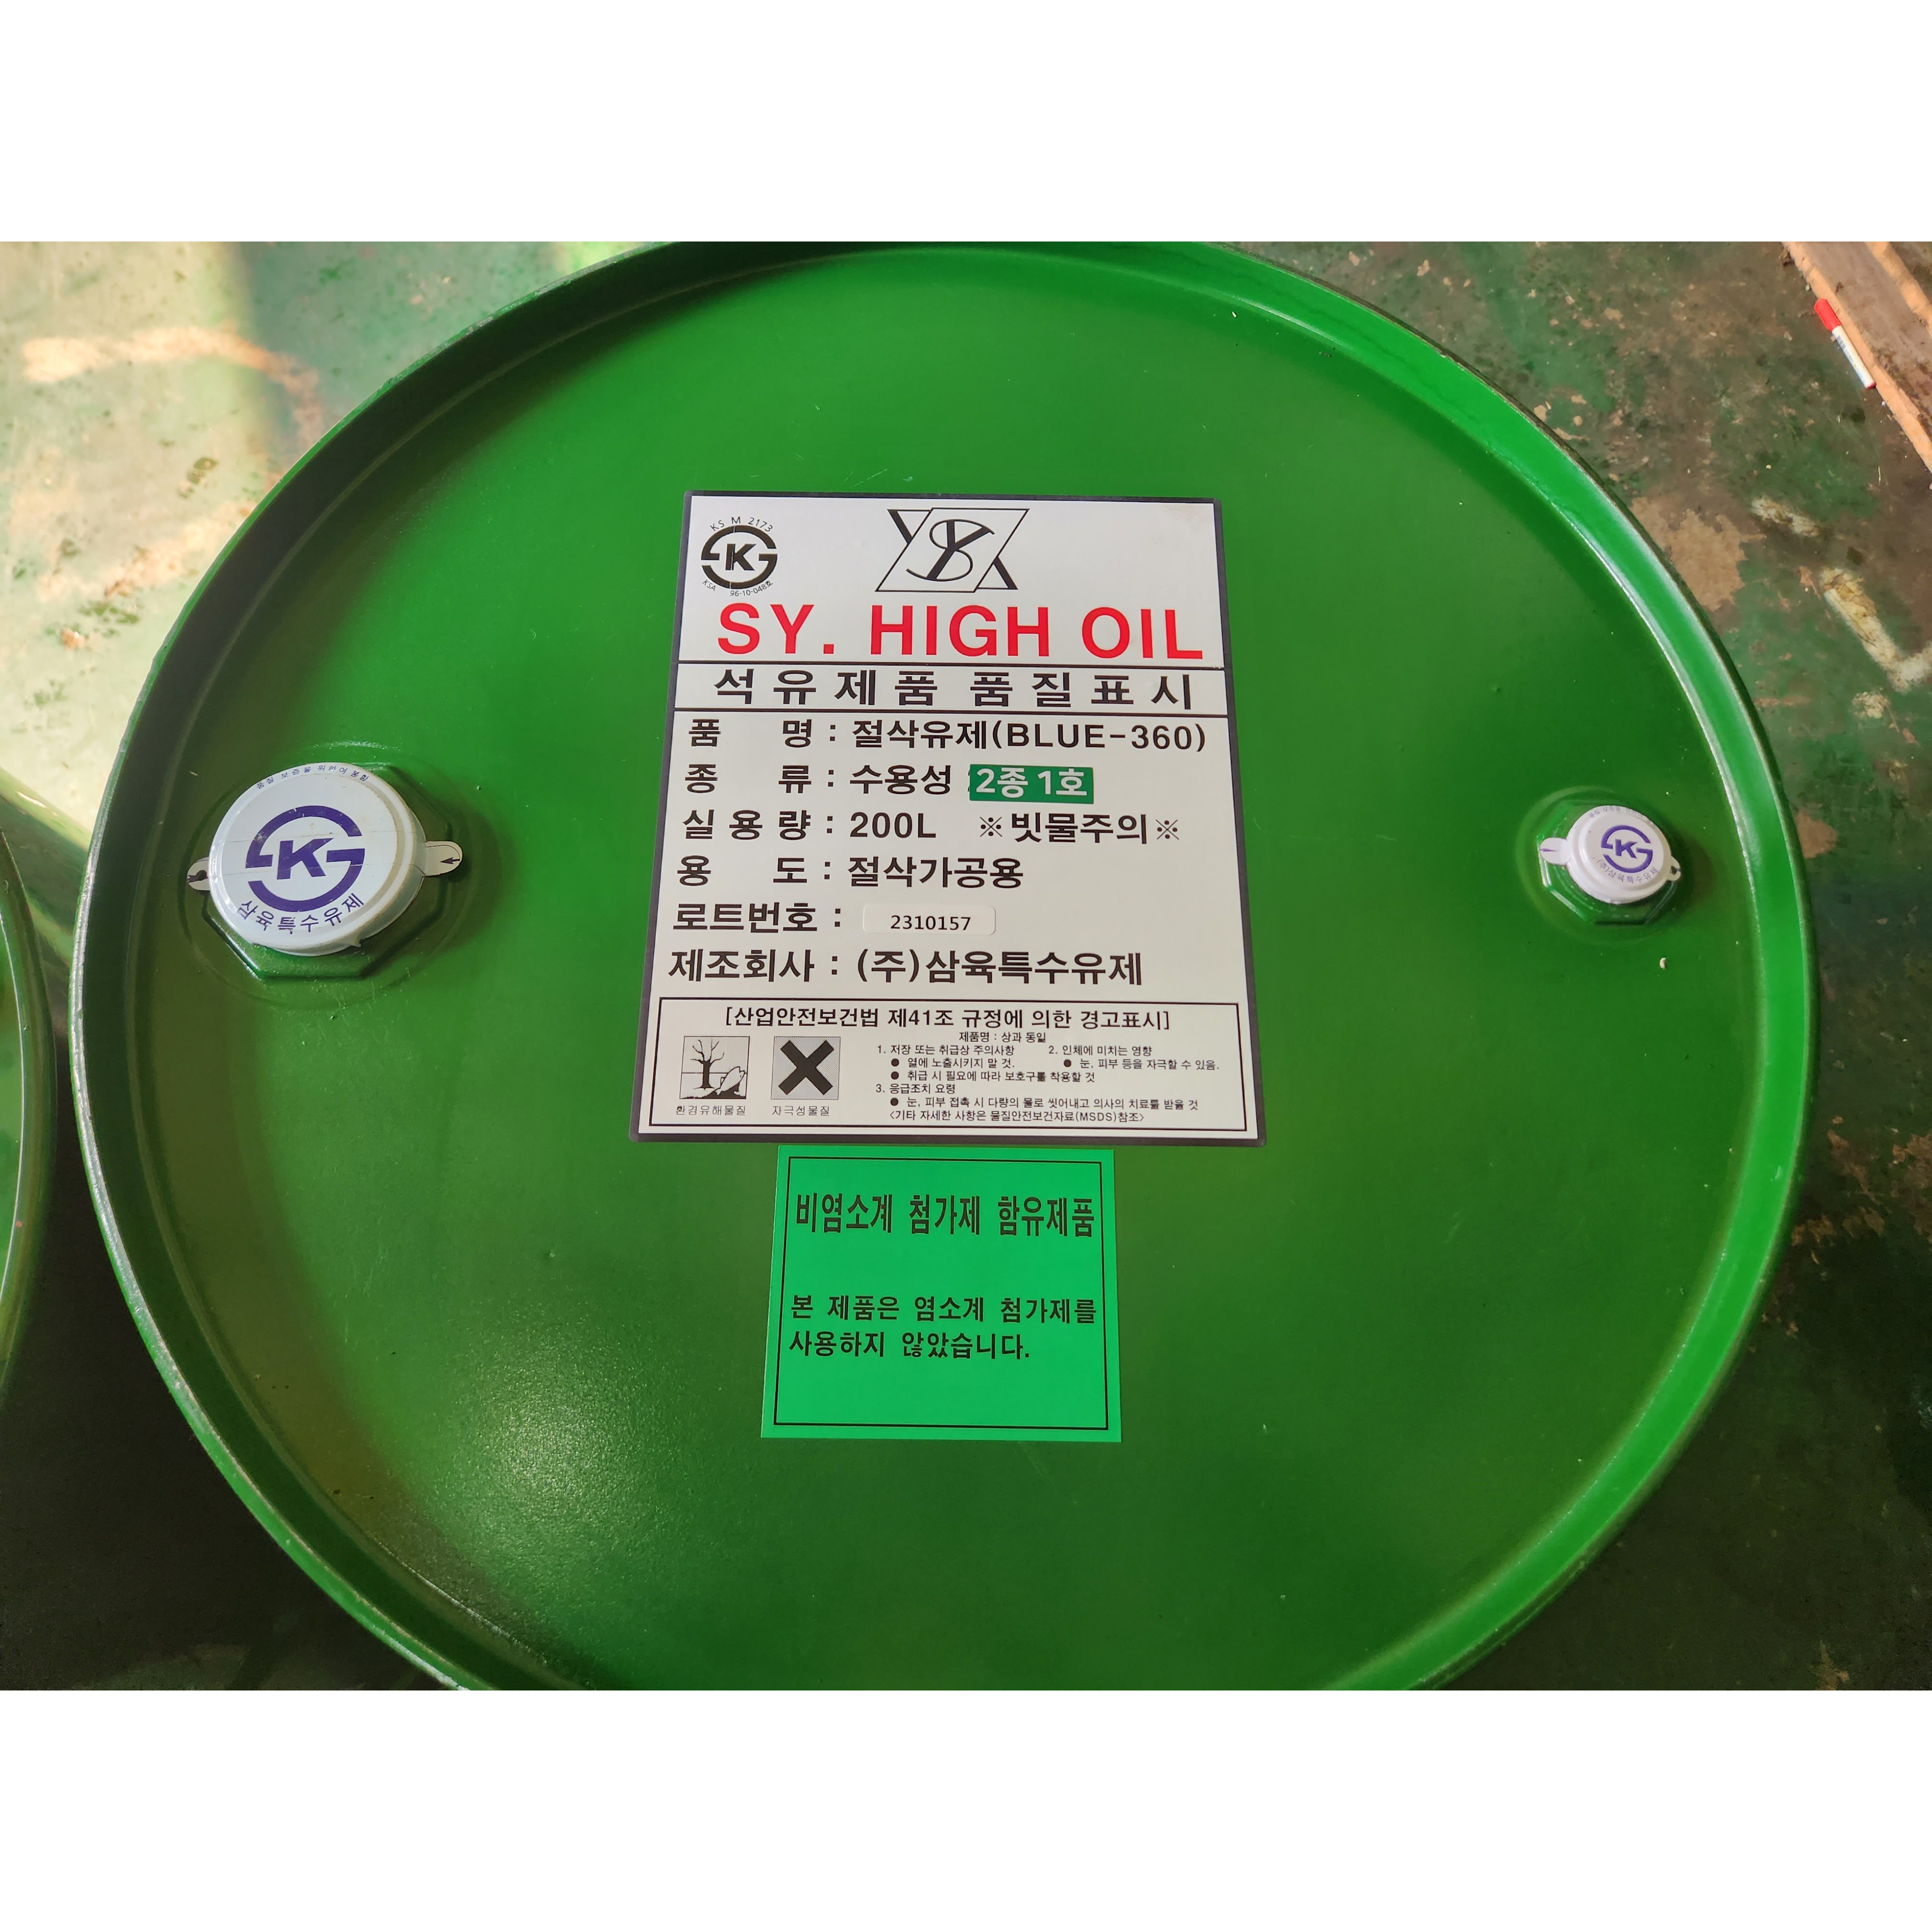 KS M 2173
K
KSA 96-10-048호
SY
SY. HIGH OIL
석유제품 품질표시
품 명 : 절삭유제(BLUE-360)
종 류 : 수용성 2종 1호
실 용 량 : 200L ※빗물주의※
용 도 : 절삭가공용
로트번호 : 2310157
제조회사 : (주)삼육특수유제
[산업안전보건법 제41조 규정에 의한 경고표시]
제품명 : 상과 동일
1. 저장 또는 취급상 주의사항 2. 인체에 미치는 영향
● 열에 노출시키지 말 것. ● 눈, 피부 등을 자극할 수 있음.
● 취급 시 필요에 따라 보호구를 착용할 것
3. 응급조치 요령
● 눈, 피부 접촉 시 다량의 물로 씻어내고 의사의 치료를 받을 것
<기타 자세한 사항은 물질안전보건자료(MSDS)참조>
환경유해물질 자극성물질
비염소계 첨가제 함유제품
본 제품은 염소계 첨가제를
사용하지 않았습니다.
K
삼육특수유제
K
(주)삼육특수유제